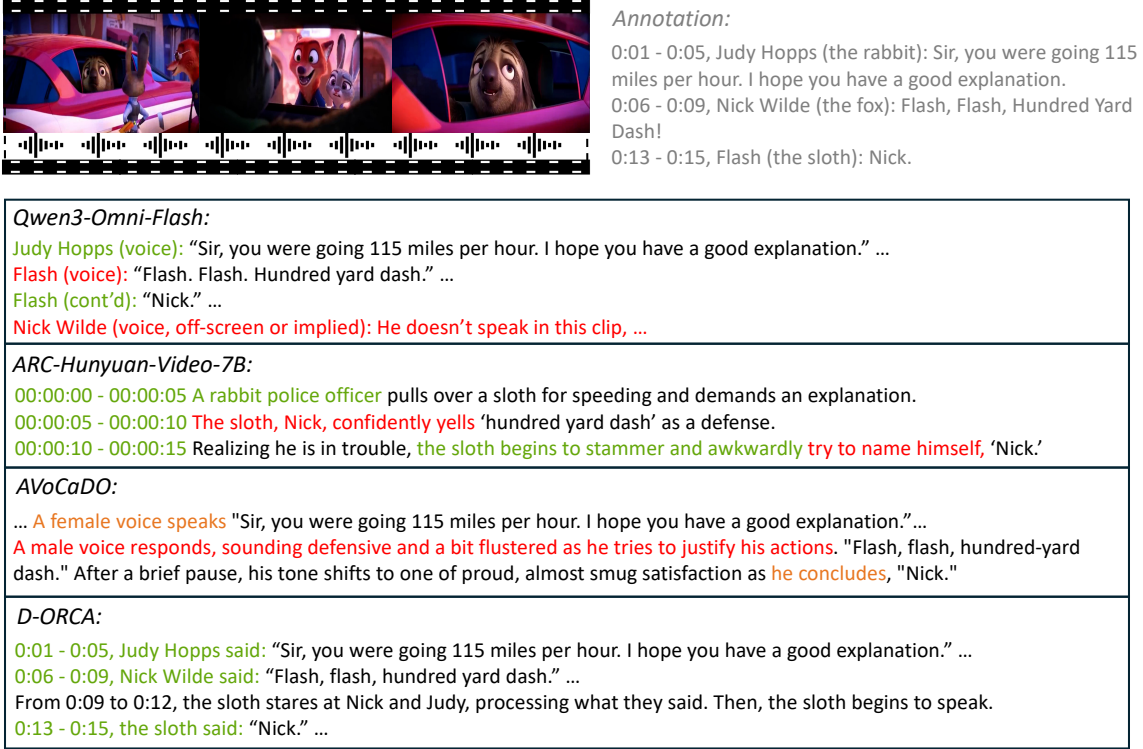 Annotation:
0:01 - 0:05, Judy Hopps (the rabbit): Sir, you were going 115
miles per hour. I hope you have a good explanation.
0:06 - 0:09, Nick Wilde (the fox): Flash, Flash, Hundred Yard
Dash!
0:13 - 0:15, Flash (the sloth): Nick.
Qwen3-Omni-Flash:
Judy Hopps (voice): “Sir, you were going 115 miles per hour. I hope you have a good explanation.” …
Flash (voice): “Flash. Flash. Hundred yard dash.” …
Flash (cont’d): “Nick.” …
Nick Wilde (voice, off-screen or implied): He doesn’t speak in this clip, …
ARC-Hunyuan-Video-7B:
00:00:00 - 00:00:05 A rabbit police officer pulls over a sloth for speeding and demands an explanation.
00:00:05 - 00:00:10 The sloth, Nick, confidently yells ‘hundred yard dash’ as a defense.
00:00:10 - 00:00:15 Realizing he is in trouble, the sloth begins to stammer and awkwardly try to name himself, ‘Nick.’
AVoCaDO:
… A female voice speaks "Sir, you were going 115 miles per hour. I hope you have a good explanation.”…
A male voice responds, sounding defensive and a bit flustered as he tries to justify his actions. "Flash, flash, hundred-yard
dash." After a brief pause, his tone shifts to one of proud, almost smug satisfaction as he concludes, "Nick."
D-ORCA:
0:01 - 0:05, Judy Hopps said: “Sir, you were going 115 miles per hour. I hope you have a good explanation.” …
0:06 - 0:09, Nick Wilde said: “Flash, flash, hundred yard dash.” …
From 0:09 to 0:12, the sloth stares at Nick and Judy, processing what they said. Then, the sloth begins to speak.
0:13 - 0:15, the sloth said: “Nick.” …